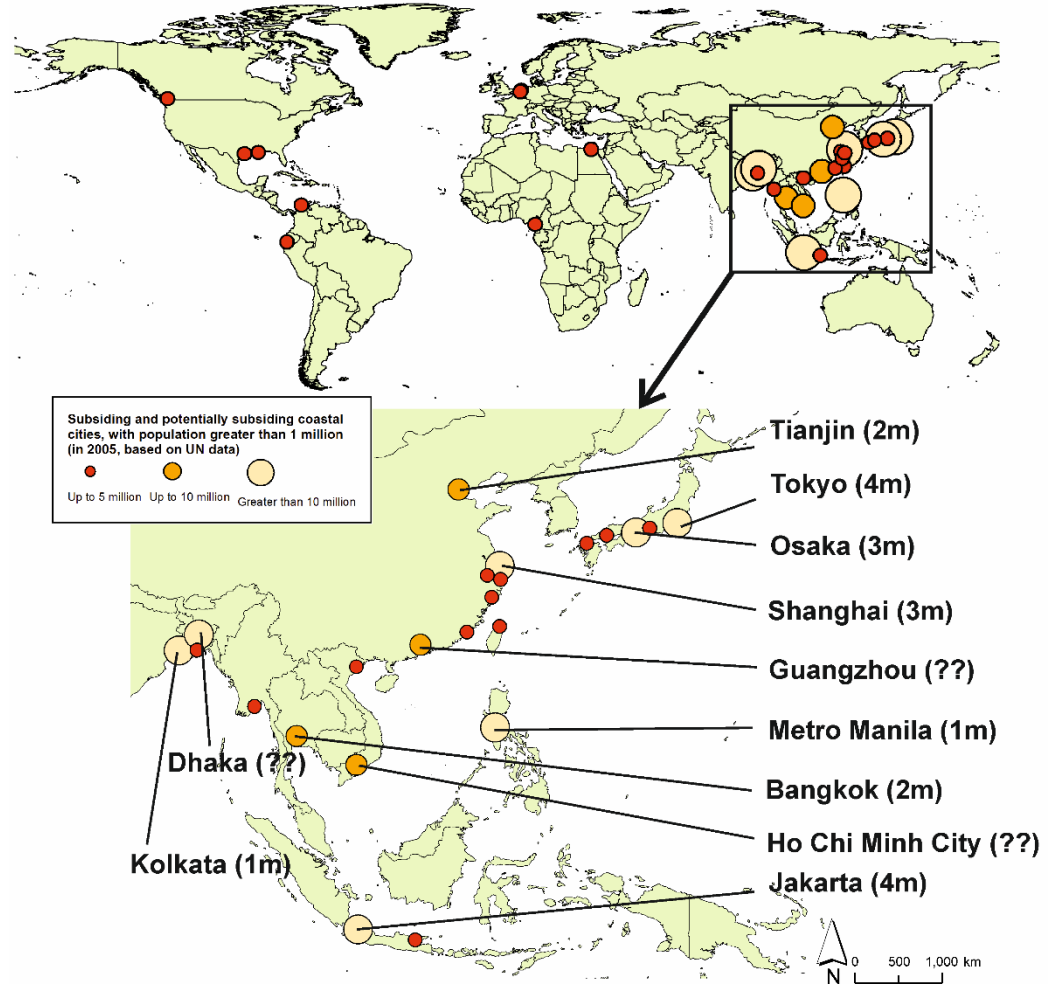 Subsiding and potentially subsiding coastal
cities, with population greater than 1 million
(in 2005, based on UN data)
Up to 5 million Up to 10 million Greater than 10 million
Tianjin (2m)
Tokyo (4m)
Osaka (3m)
Shanghai (3m)
Guangzhou (??)
Metro Manila (1m)
Dhaka (??)
Bangkok (2m)
Ho Chi Minh City (??)
Kolkata (1m)
Jakarta (4m)
N
0 500 1,000 km